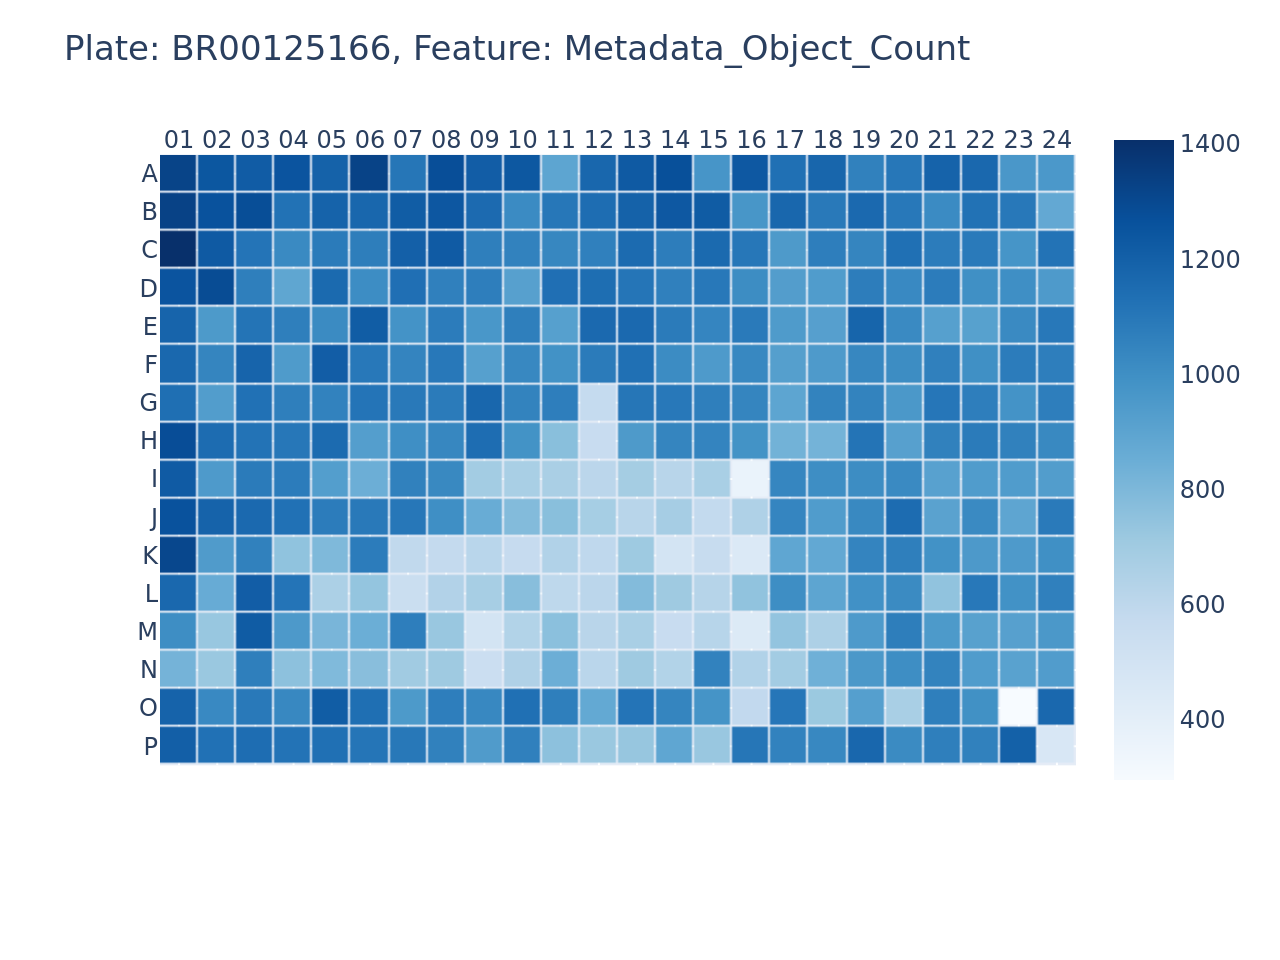 Plate: BR00125166, Feature: Metadata_Object_Count
01 02 03 04 05 06 07 08 09 10 11 12 13 14 15 16 17 18 19 20 21 22 23 24
A
B
C
D
E
F
G
H
I
J
K
L
M
N
O
P
1400
1200
1000
800
600
400